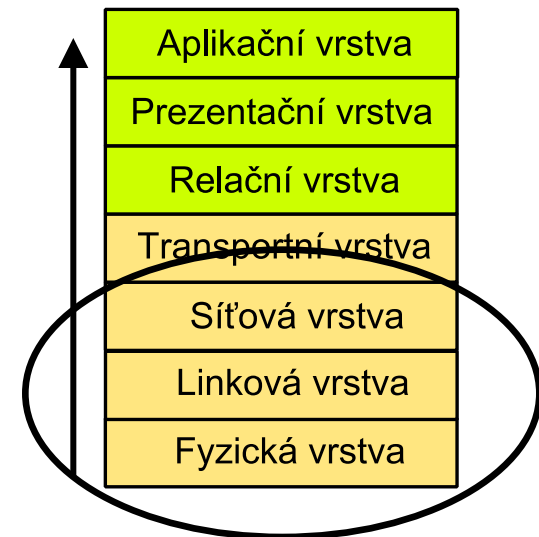 Aplikační vrstva
Prezentační vrstva
Relační vrstva
Transportní vrstva
Síťová vrstva
Linková vrstva
Fyzická vrstva